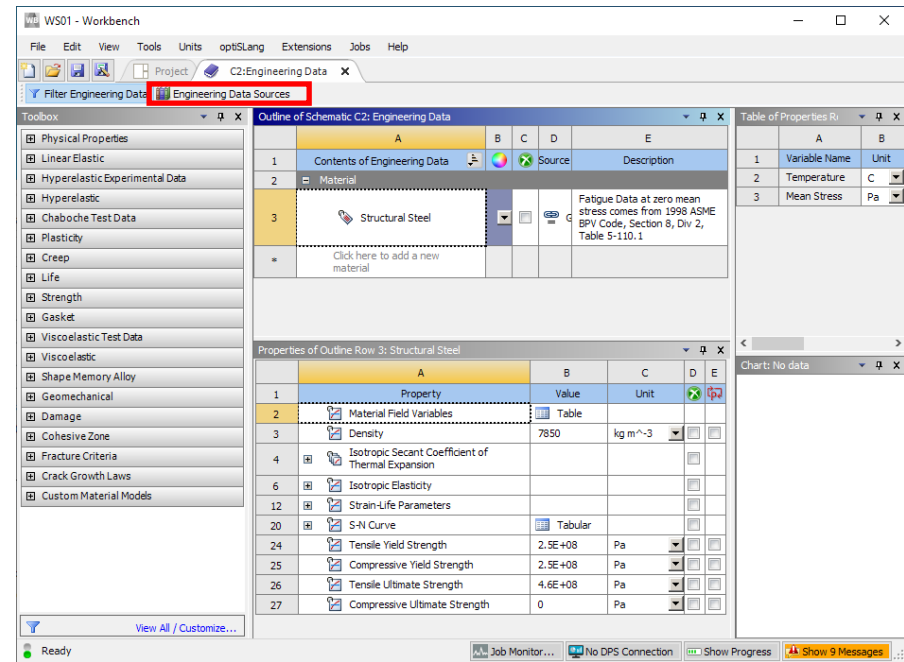 WS01 - Workbench
File Edit View Tools Units optiSLang Extensions Jobs Help
Project C2:Engineering Data
Filter Engineering Data Engineering Data Sources
Toolbox
Physical Properties
Linear Elastic
Hyperelastic Experimental Data
Hyperelastic
Chaboche Test Data
Plasticity
Creep
Life
Strength
Gasket
Viscoelastic Test Data
Viscoelastic
Shape Memory Alloy
Geomechanical
Damage
Cohesive Zone
Fracture Criteria
Crack Growth Laws
Custom Material Models
View All / Customize...
Outline of Schematic C2: Engineering Data
A B C D E
1 Contents of Engineering Data Source Description
2 Material
3 Structural Steel G Fatigue Data at zero mean
stress comes from 1998 ASME
BPV Code, Section 8, Div 2,
Table 5-110.1
* Click here to add a new
material
Properties of Outline Row 3: Structural Steel
A B C D E
1 Property Value Unit
2 Material Field Variables Table
3 Density 7850 kg m^-3
4 Isotropic Secant Coefficient of
Thermal Expansion
6 Isotropic Elasticity
12 Strain-Life Parameters
20 S-N Curve Tabular
24 Tensile Yield Strength 2.5E+08 Pa
25 Compressive Yield Strength 2.5E+08 Pa
26 Tensile Ultimate Strength 4.6E+08 Pa
27 Compressive Ultimate Strength 0 Pa
Table of Properties R
A B
1 Variable Name Unit
2 Temperature C
3 Mean Stress Pa
Chart: No data
Ready Job Monitor... No DPS Connection Show Progress Show 9 Messages